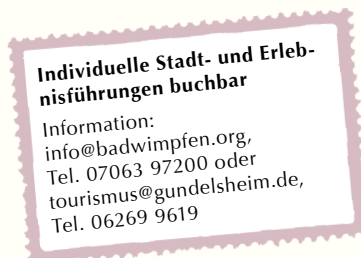 Individuelle Stadt- und Erleb-
nisführungen buchbar
Information:
info@badwimpfen.org,
Tel. 07063 97200 oder
tourismus@gundelsheim.de,
Tel. 06269 9619